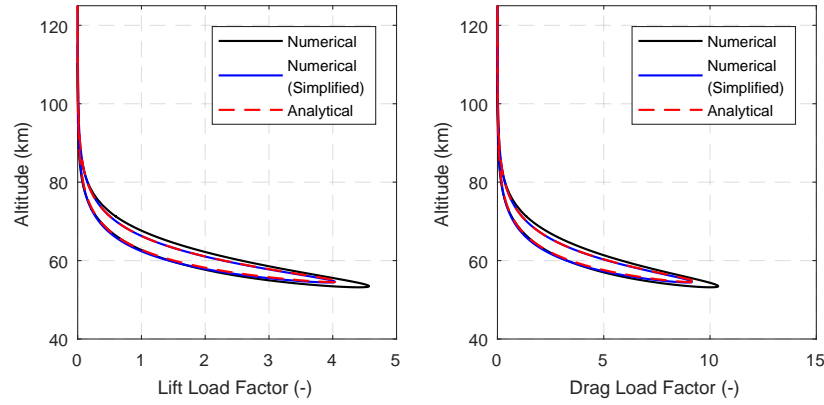 120
100
80
60
40
Altitude (km)
0
1
2
3
4
5
Lift Load Factor (-)
Numerical
Numerical
(Simplified)
Analytical
120
100
80
60
40
Altitude (km)
0
5
10
15
Drag Load Factor (-)
Numerical
Numerical
(Simplified)
Analytical